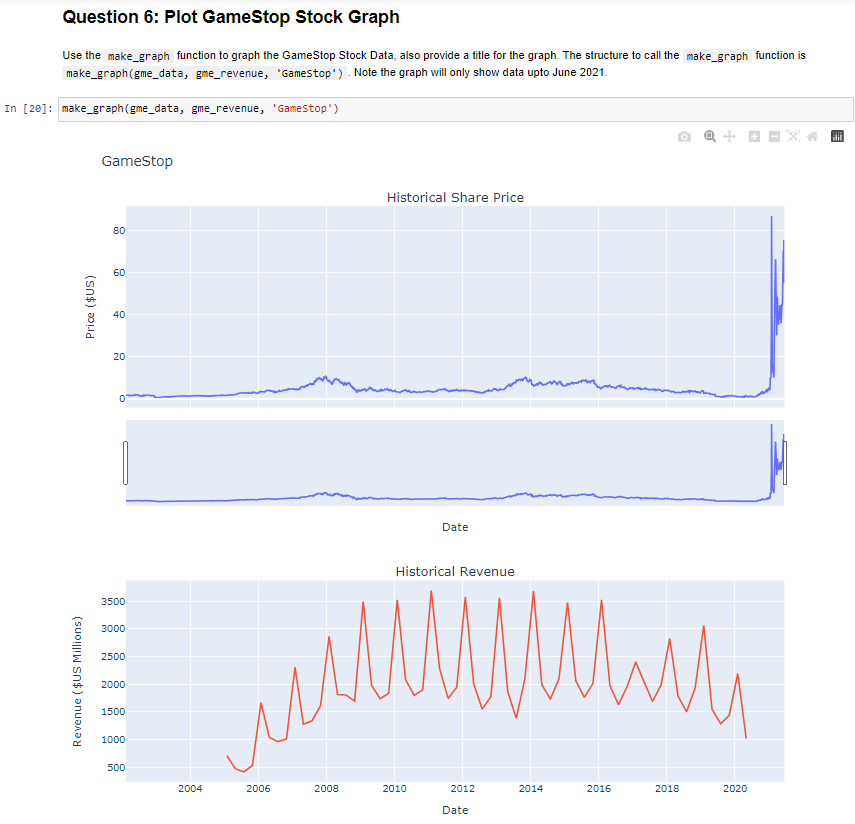 Question 6: Plot GameStop Stock Graph
Use the make_graph function to graph the GameStop Stock Data, also provide a title for the graph. The structure to call the make_graph function is
make_graph(gme_data, gme_revenue, 'GameStop') . Note the graph will only show data upto June 2021.
In [20]: make_graph(gme_data, gme_revenue, 'GameStop')
GameStop
Historical Share Price
80
60
40
20
0
Price ($US)
Date
Historical Revenue
3500
3000
2500
2000
1500
1000
500
Revenue ($US Millions)
2004 2006 2008 2010 2012 2014 2016 2018 2020
Date